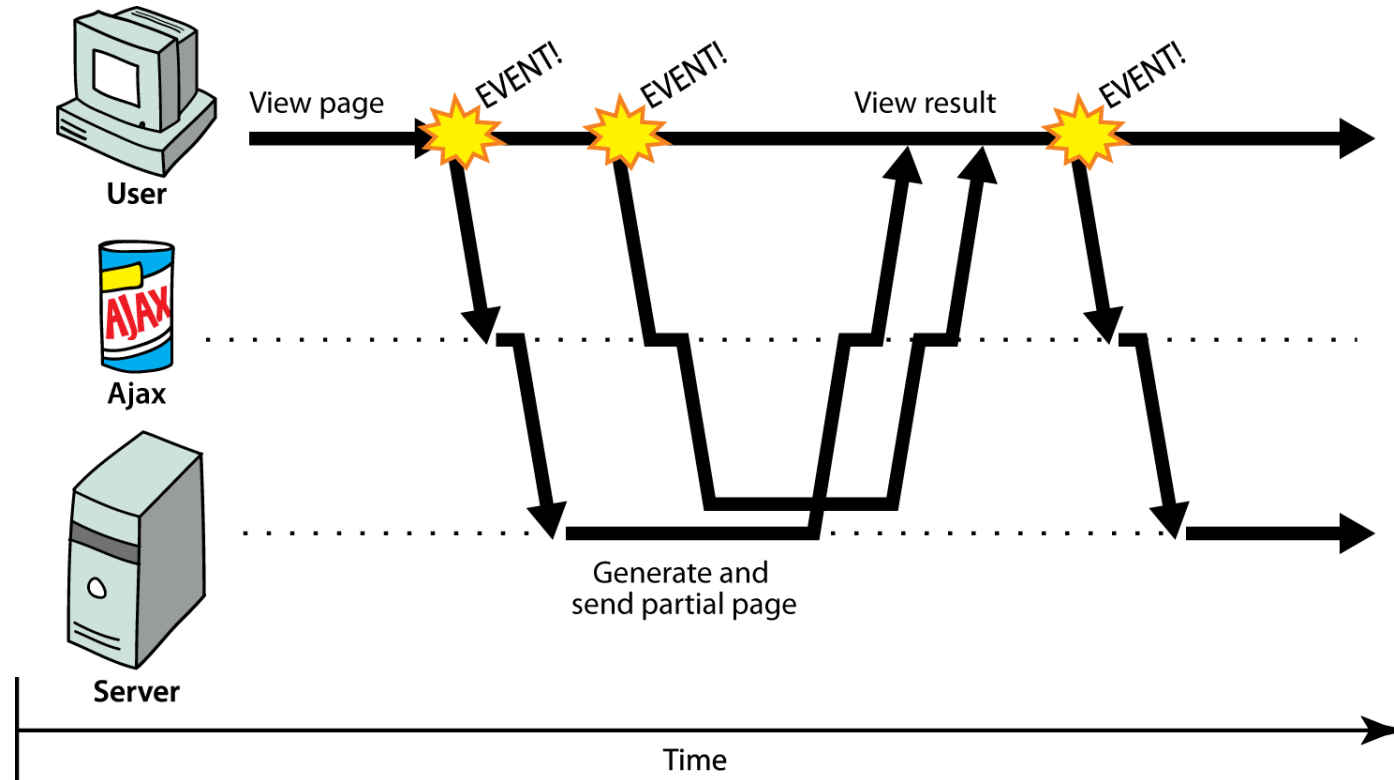 EVENT!
EVENT!
EVENT!
View page
View result
User
AJAX
Ajax
Generate and
send partial page
Server
Time